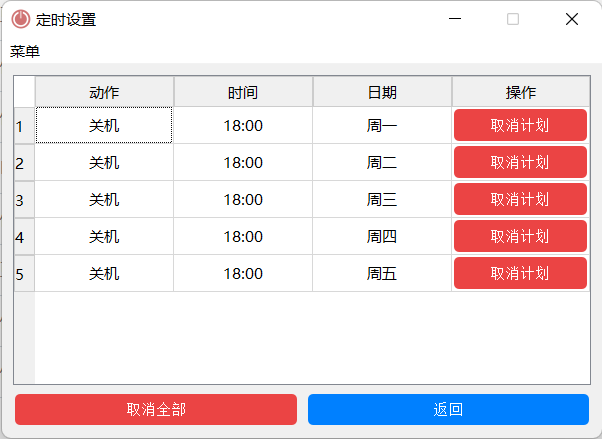 定时设置
菜单
动作 时间 日期 操作
1 关机 18:00 周一 取消计划
2 关机 18:00 周二 取消计划
3 关机 18:00 周三 取消计划
4 关机 18:00 周四 取消计划
5 关机 18:00 周五 取消计划
取消全部 返回